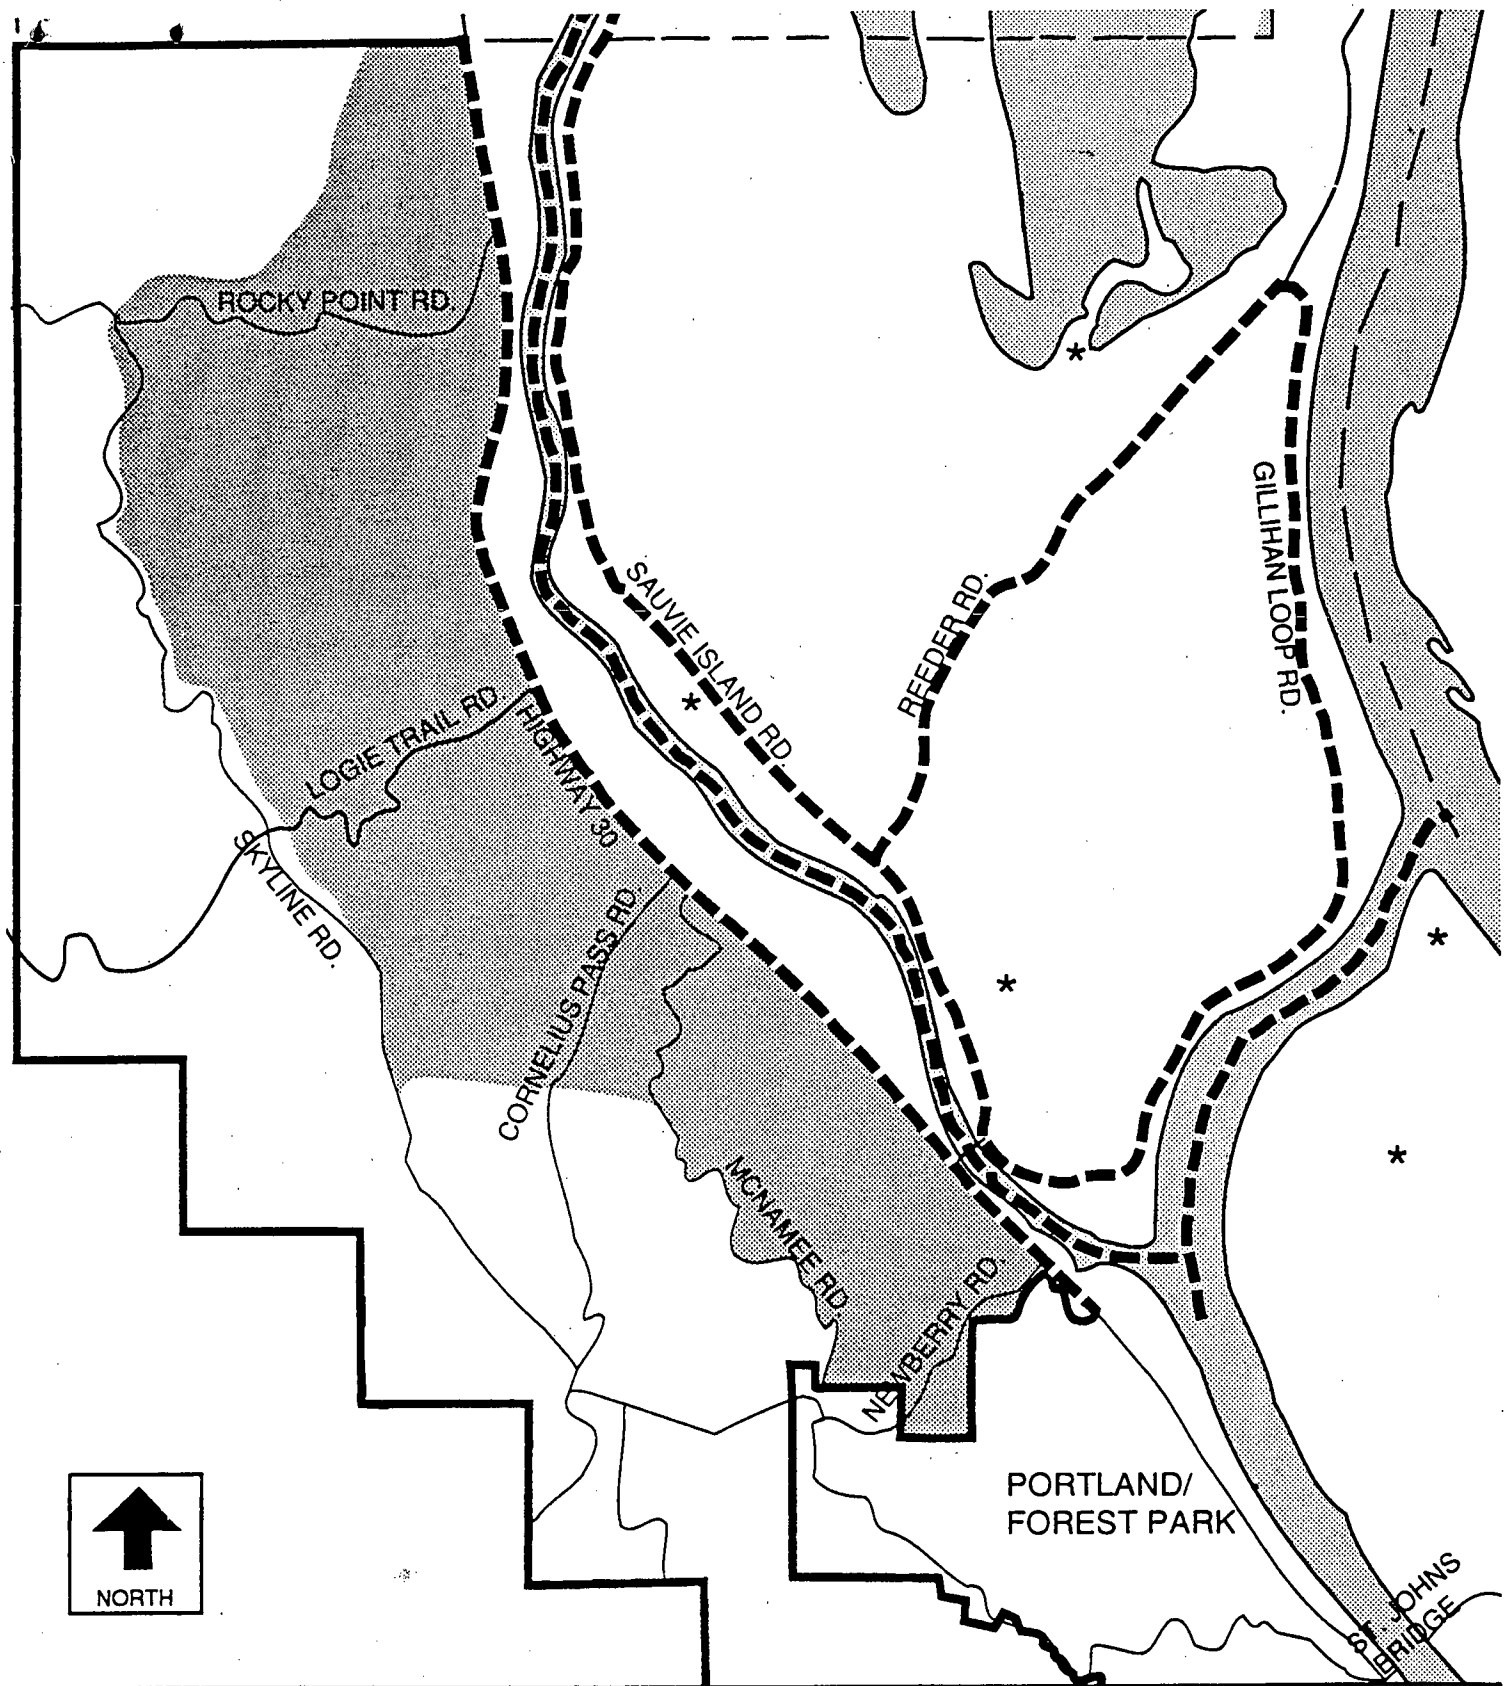 ROCKY POINT RD.
GILLIHAN LOOP RD.
SAUVIE ISLAND RD.
REEDER RD.
LOGIE TRAIL RD.
HIGHWAY 30
SKYLINE RD.
CORNELIUS PASS RD.
MCNAMEE RD.
NEWBERRY RD.
PORTLAND/
FOREST PARK
NORTH
ST. JOHNS
BRIDGE